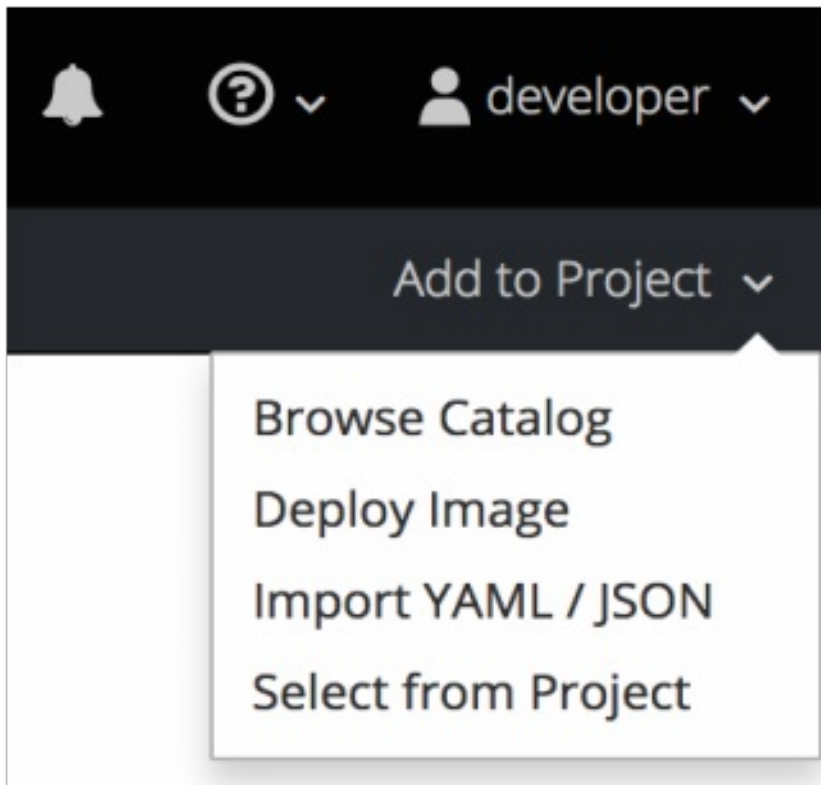 developer
Add to Project
Browse Catalog
Deploy Image
Import YAML / JSON
Select from Project